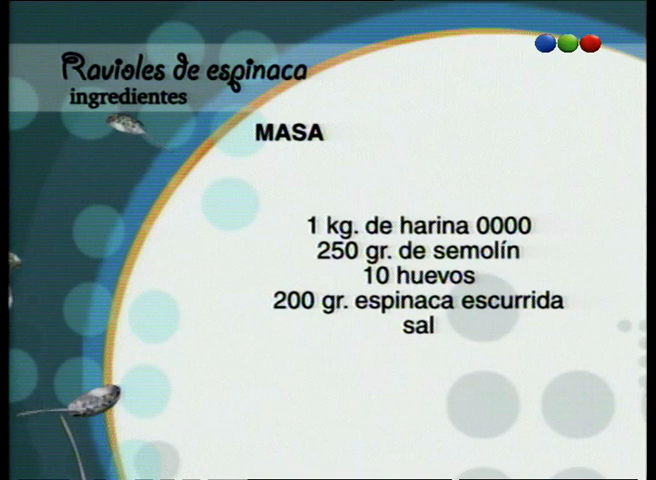 Ravioles de espinaca
ingredientes
MASA
1 kg. de harina 0000
250 gr. de semolín
10 huevos
200 gr. espinaca escurrida
sal